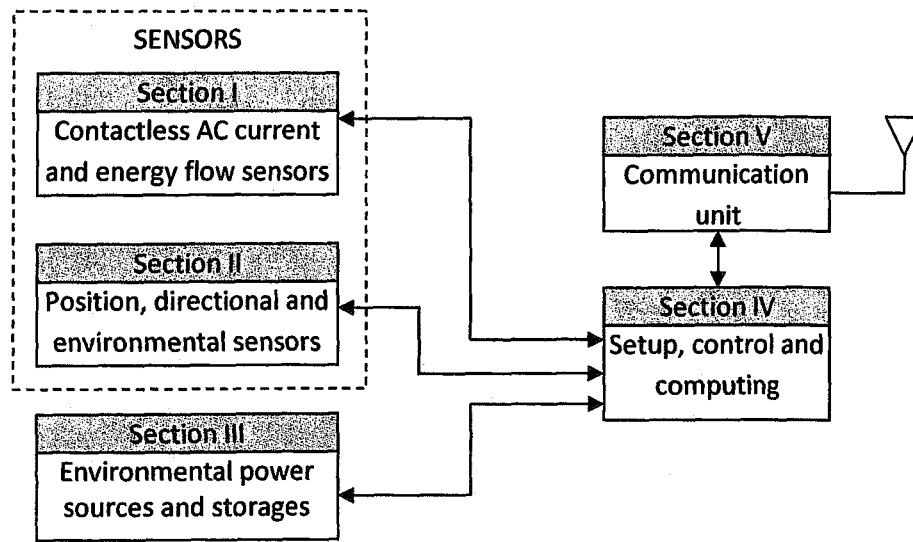 SENSORS
Section I
Contactless AC current
and energy flow sensors
Section II
Position, directional and
environmental sensors
Section III
Environmental power
sources and storages
Section V
Communication
unit
Section IV
Setup, control and
computing